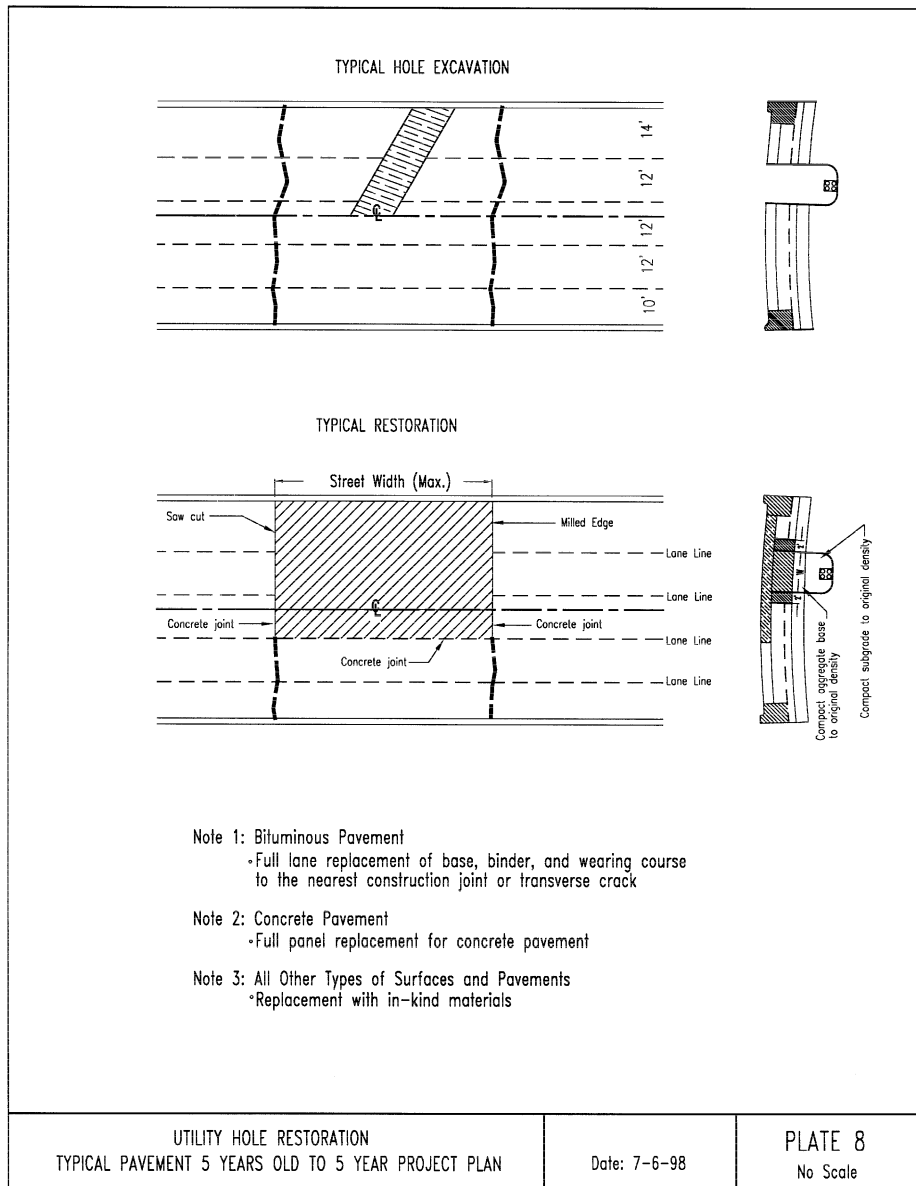 TYPICAL HOLE EXCAVATION
14'
12'
12'
12'
10'
℄
TYPICAL RESTORATION
Street Width (Max.)
Saw cut
Milled Edge
Lane Line
Lane Line
℄
Concrete joint
Concrete joint
Lane Line
Concrete joint
Lane Line
1'
W
1'
Compact aggregate base
to original density
Compact subgrade to original density
Note 1: Bituminous Pavement
◦Full lane replacement of base, binder, and wearing course
to the nearest construction joint or transverse crack
Note 2: Concrete Pavement
◦Full panel replacement for concrete pavement
Note 3: All Other Types of Surfaces and Pavements
◦Replacement with in-kind materials
UTILITY HOLE RESTORATION
TYPICAL PAVEMENT 5 YEARS OLD TO 5 YEAR PROJECT PLAN
Date: 7-6-98
PLATE 8
No Scale